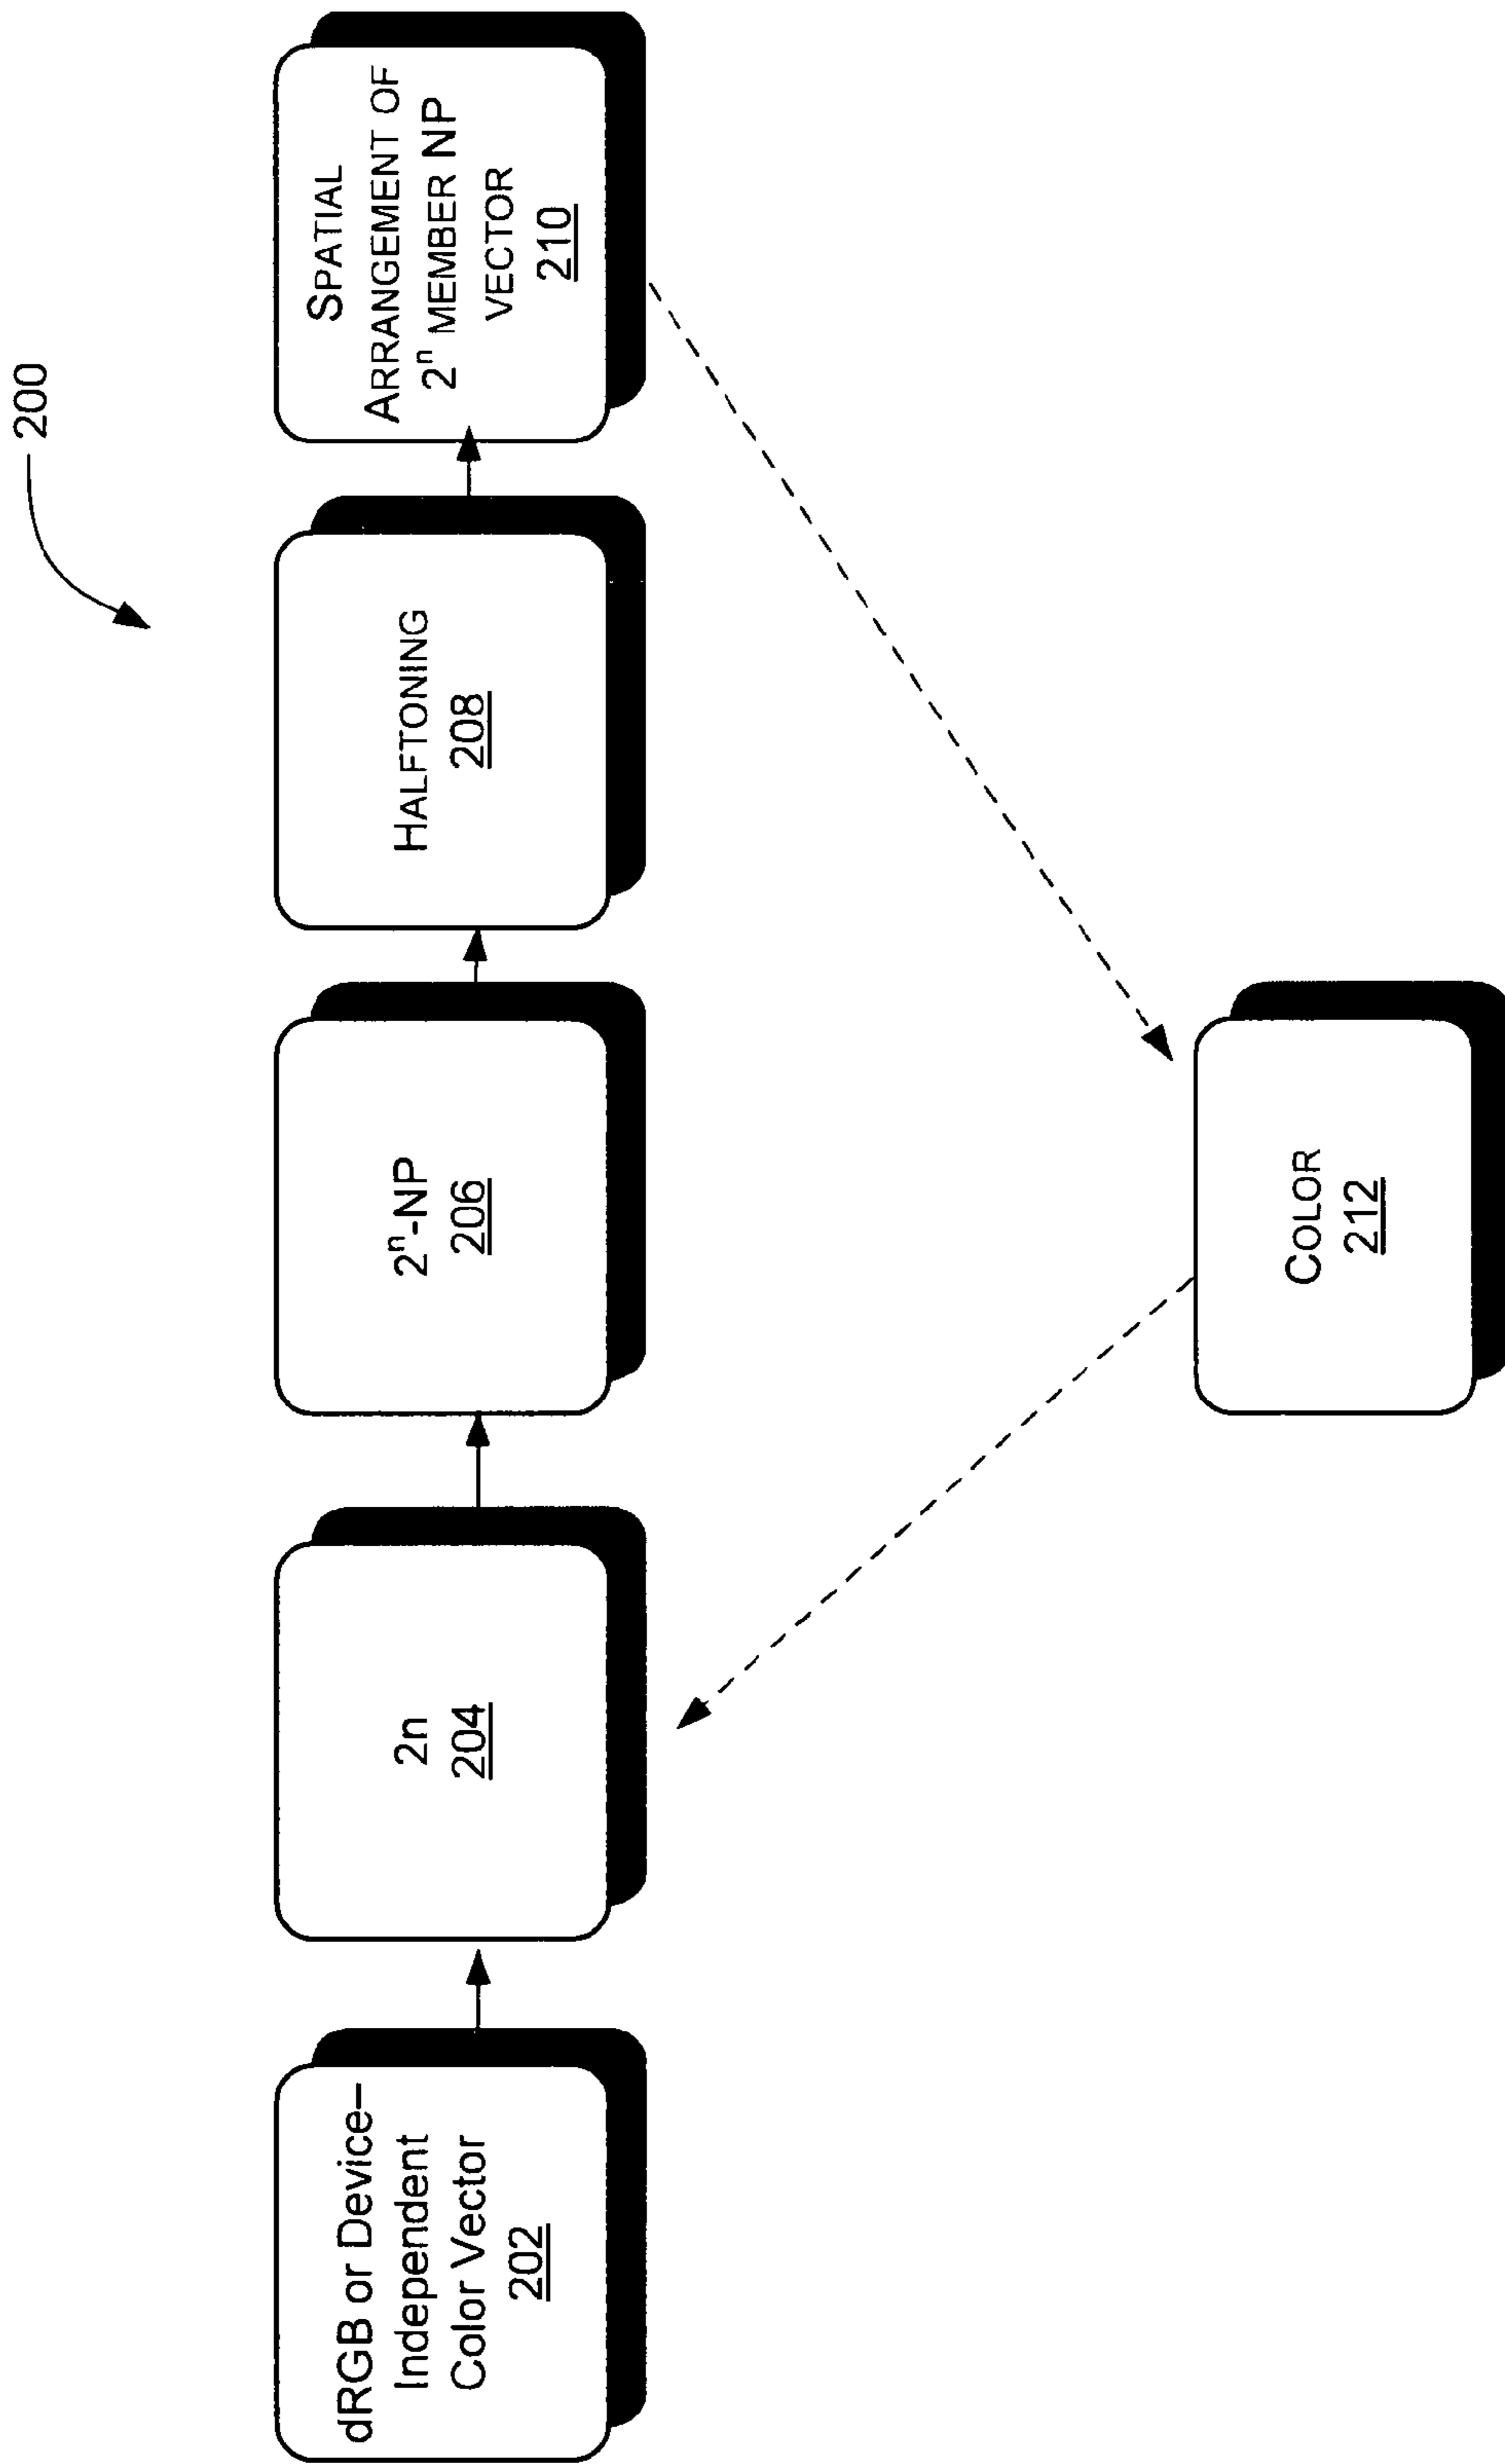 200
dRGB or Device–
Independent
Color Vector
202
2n
204
2ⁿ-NP
206
HALFTONING
208
SPATIAL
ARRANGEMENT OF
2ⁿ MEMBER NP
VECTOR
210
COLOR
212